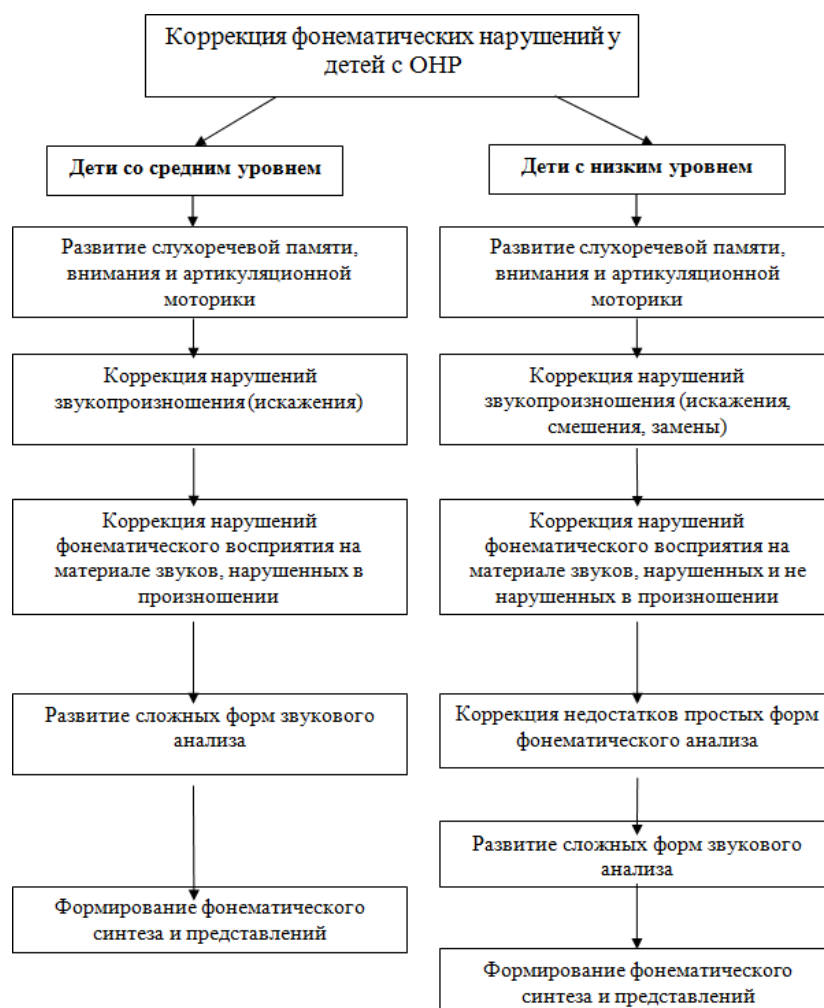 Коррекция фонематических нарушений у
детей с ОНР
Дети со средним уровнем
Развитие слухоречевой памяти,
внимания и артикуляционной
моторики
Коррекция нарушений
звукопроизношения (искажения)
Коррекция нарушений
фонематического восприятия на
материале звуков, нарушенных в
произношении
Развитие сложных форм звукового
анализа
Формирование фонематического
синтеза и представлений
Дети с низким уровнем
Развитие слухоречевой памяти,
внимания и артикуляционной
моторики
Коррекция нарушений
звукопроизношения (искажения,
смешения, замены)
Коррекция нарушений
фонематического восприятия на
материале звуков, нарушенных и не
нарушенных в произношении
Коррекция недостатков простых форм
фонематического анализа
Развитие сложных форм звукового
анализа
Формирование фонематического
синтеза и представлений